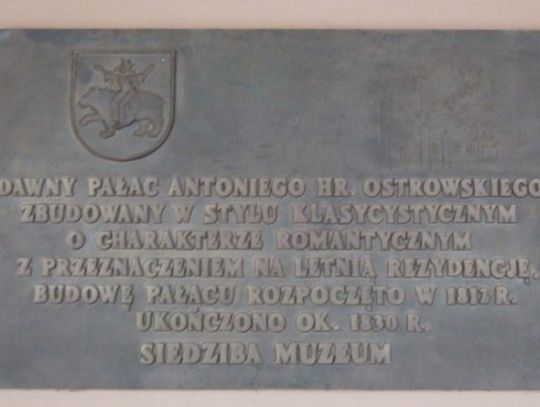 DAWNY PAŁAC ANTONIEGO HR. OSTROWSKIEGO
ZBUDOWANY W STYLU KLASYCYSTYCZNYM
O CHARAKTERZE ROMANTYCZNYM
Z PRZEZNACZENIEM NA LETNIĄ REZYDENCJĘ.
BUDOWĘ PAŁACU ROZPOCZĘTO W 1812 R.
UKOŃCZONO OK. 1830 R.
SIEDZIBA MUZEUM